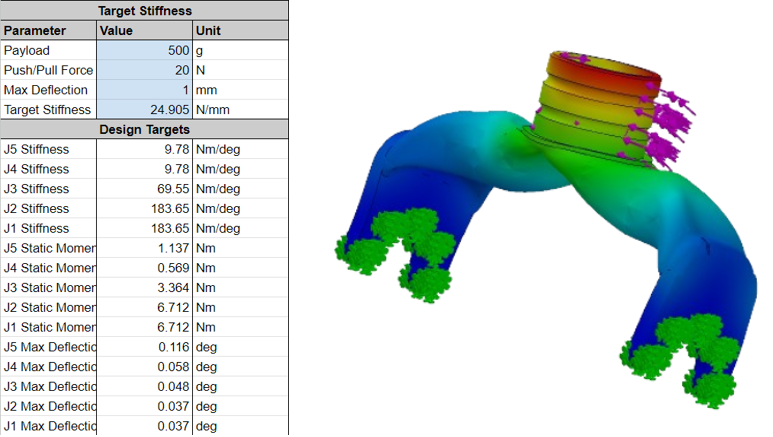 Target Stiffness
Parameter Value Unit
Payload 500 g
Push/Pull Force 20 N
Max Deflection 1 mm
Target Stiffness 24.905 N/mm
Design Targets
J5 Stiffness 9.78 Nm/deg
J4 Stiffness 9.78 Nm/deg
J3 Stiffness 69.55 Nm/deg
J2 Stiffness 183.65 Nm/deg
J1 Stiffness 183.65 Nm/deg
J5 Static Momer 1.137 Nm
J4 Static Momer 0.569 Nm
J3 Static Momer 3.364 Nm
J2 Static Momer 6.712 Nm
J1 Static Momer 6.712 Nm
J5 Max Deflectic 0.116 deg
J4 Max Deflectic 0.058 deg
J3 Max Deflectic 0.048 deg
J2 Max Deflectic 0.037 deg
J1 Max Deflectic 0.037 deg